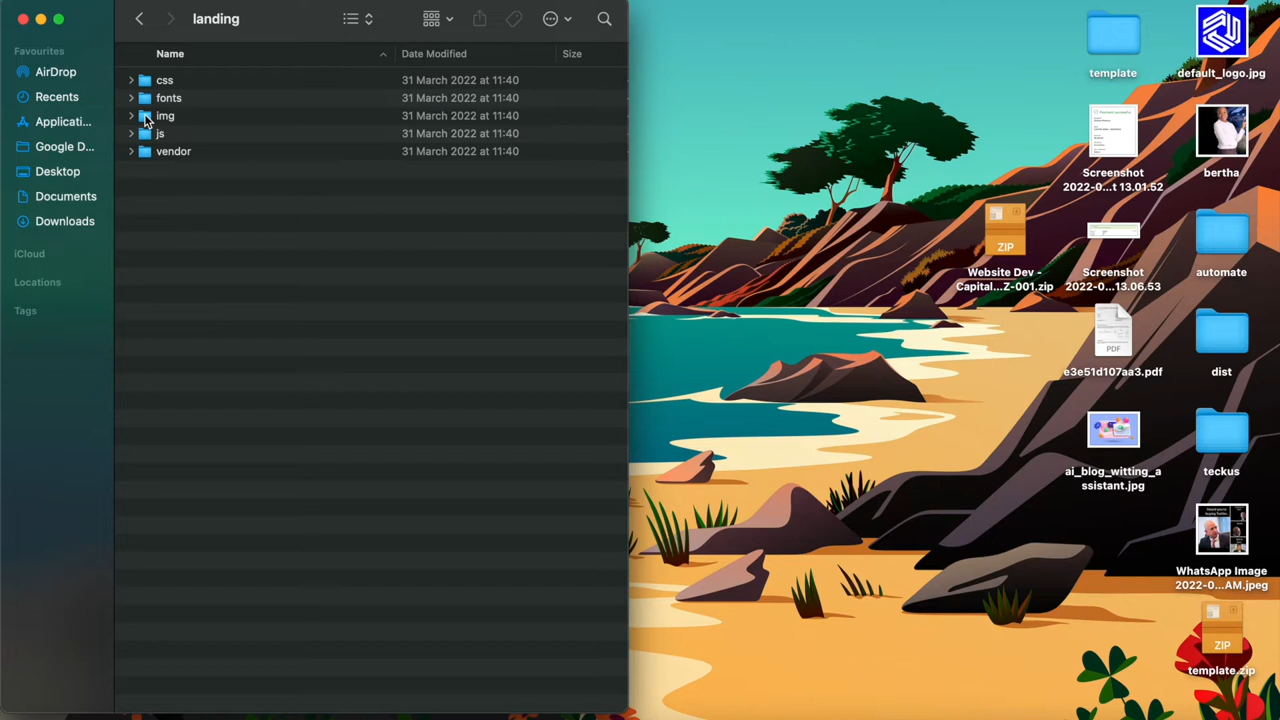 landing
Favourites
AirDrop
Recents
Applicati...
Google D...
Desktop
Documents
Downloads
iCloud
Locations
Tags
Name
Date Modified
Size
css
31 March 2022 at 11:40
fonts
31 March 2022 at 11:40
img
31 March 2022 at 11:40
js
31 March 2022 at 11:40
vendor
31 March 2022 at 11:40
template
default_logo.jpg
Screenshot
2022-0...t 13.01.52
bertha
ZIP
Website Dev -
Capital...Z-001.zip
Screenshot
2022-0...13.06.53
automate
PDF
e3e51d107aa3.pdf
dist
ai_blog_witting_a
ssistant.jpg
teckus
WhatsApp Image
2022-0...AM.jpeg
ZIP
template.zip